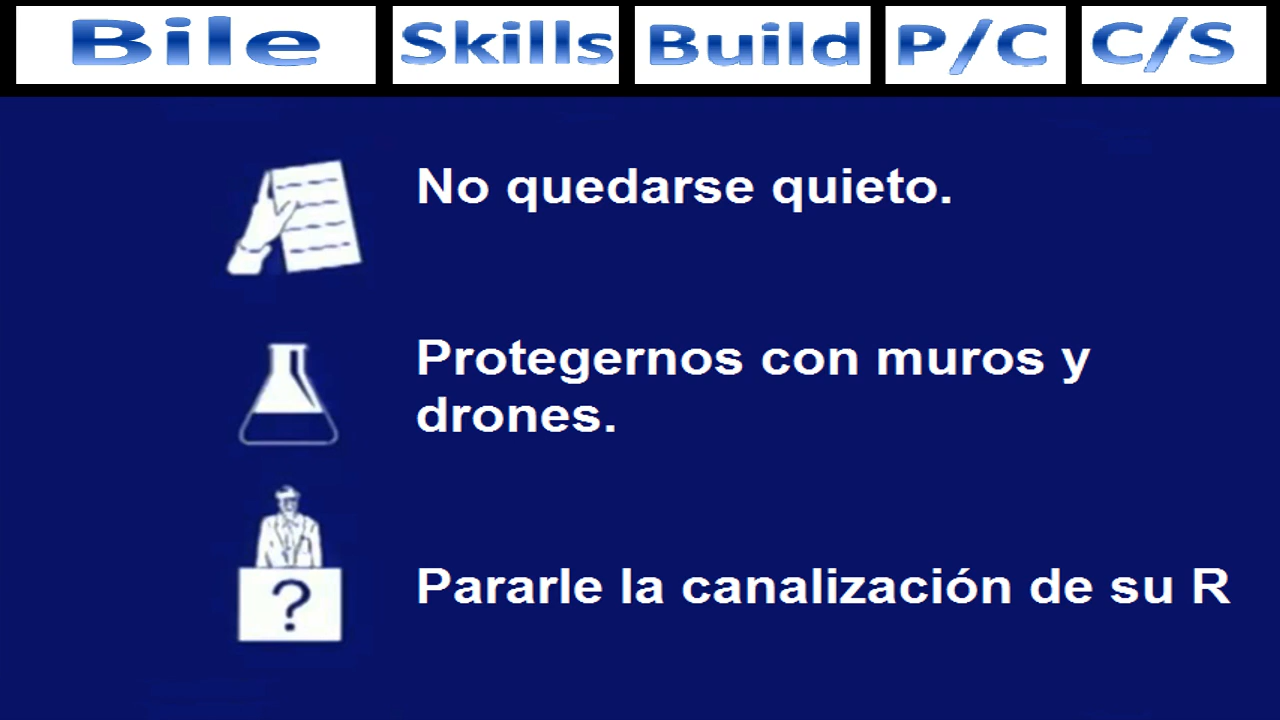 Bile Skills Build P/C C/S
No quedarse quieto.
Protegernos con muros y
drones.
?
Pararle la canalización de su R